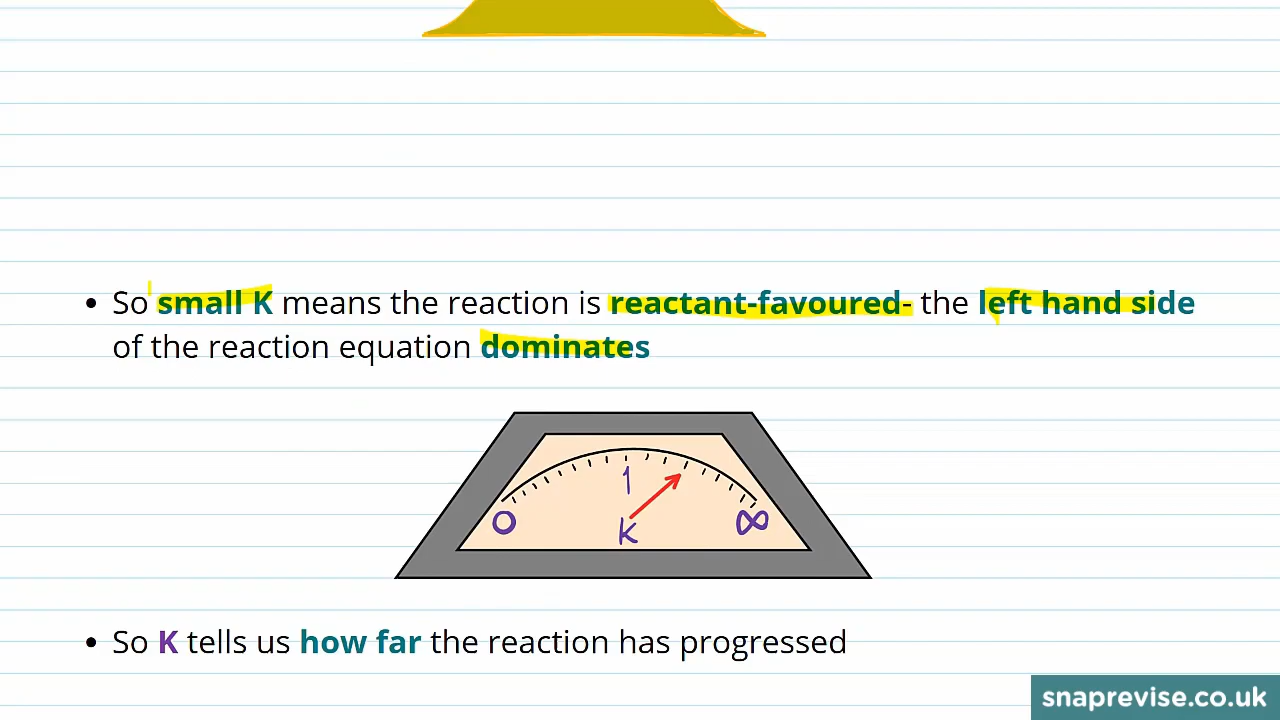 • So small K means the reaction is reactant-favoured- the left hand side
of the reaction equation dominates
1
0 K ∞
• So K tells us how far the reaction has progressed
snaprevise.co.uk